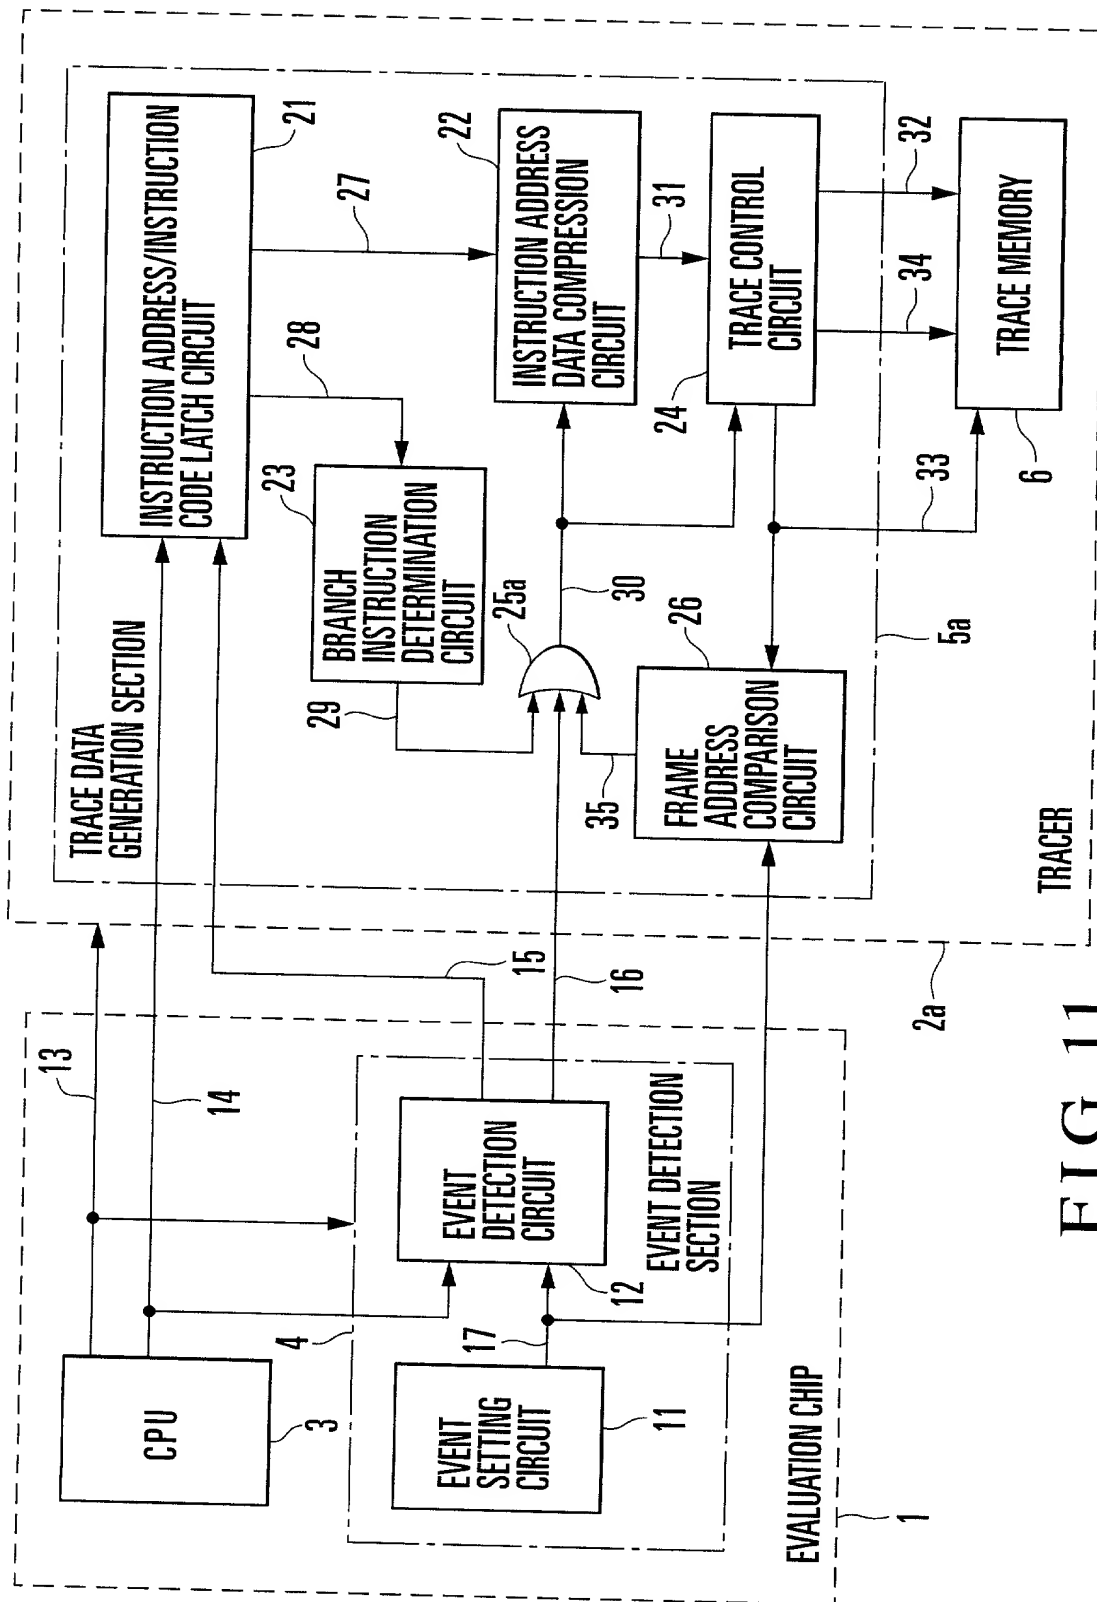 13
14
CPU
3
4
EVENT
SETTING
CIRCUIT
11
17
EVENT
DETECTION
CIRCUIT
12
EVENT DETECTION
SECTION
EVALUATION CHIP
1
15
16
2a
TRACER
TRACE DATA
GENERATION SECTION
INSTRUCTION ADDRESS/INSTRUCTION
CODE LATCH CIRCUIT
21
28
27
BRANCH
INSTRUCTION
DETERMINATION
CIRCUIT
23
29
25a
30
35
INSTRUCTION ADDRESS
DATA COMPRESSION
CIRCUIT
22
31
FRAME
ADDRESS
COMPARISON
CIRCUIT
26
TRACE CONTROL
CIRCUIT
24
5a
33
34
32
TRACE MEMORY
6
FIG. 11